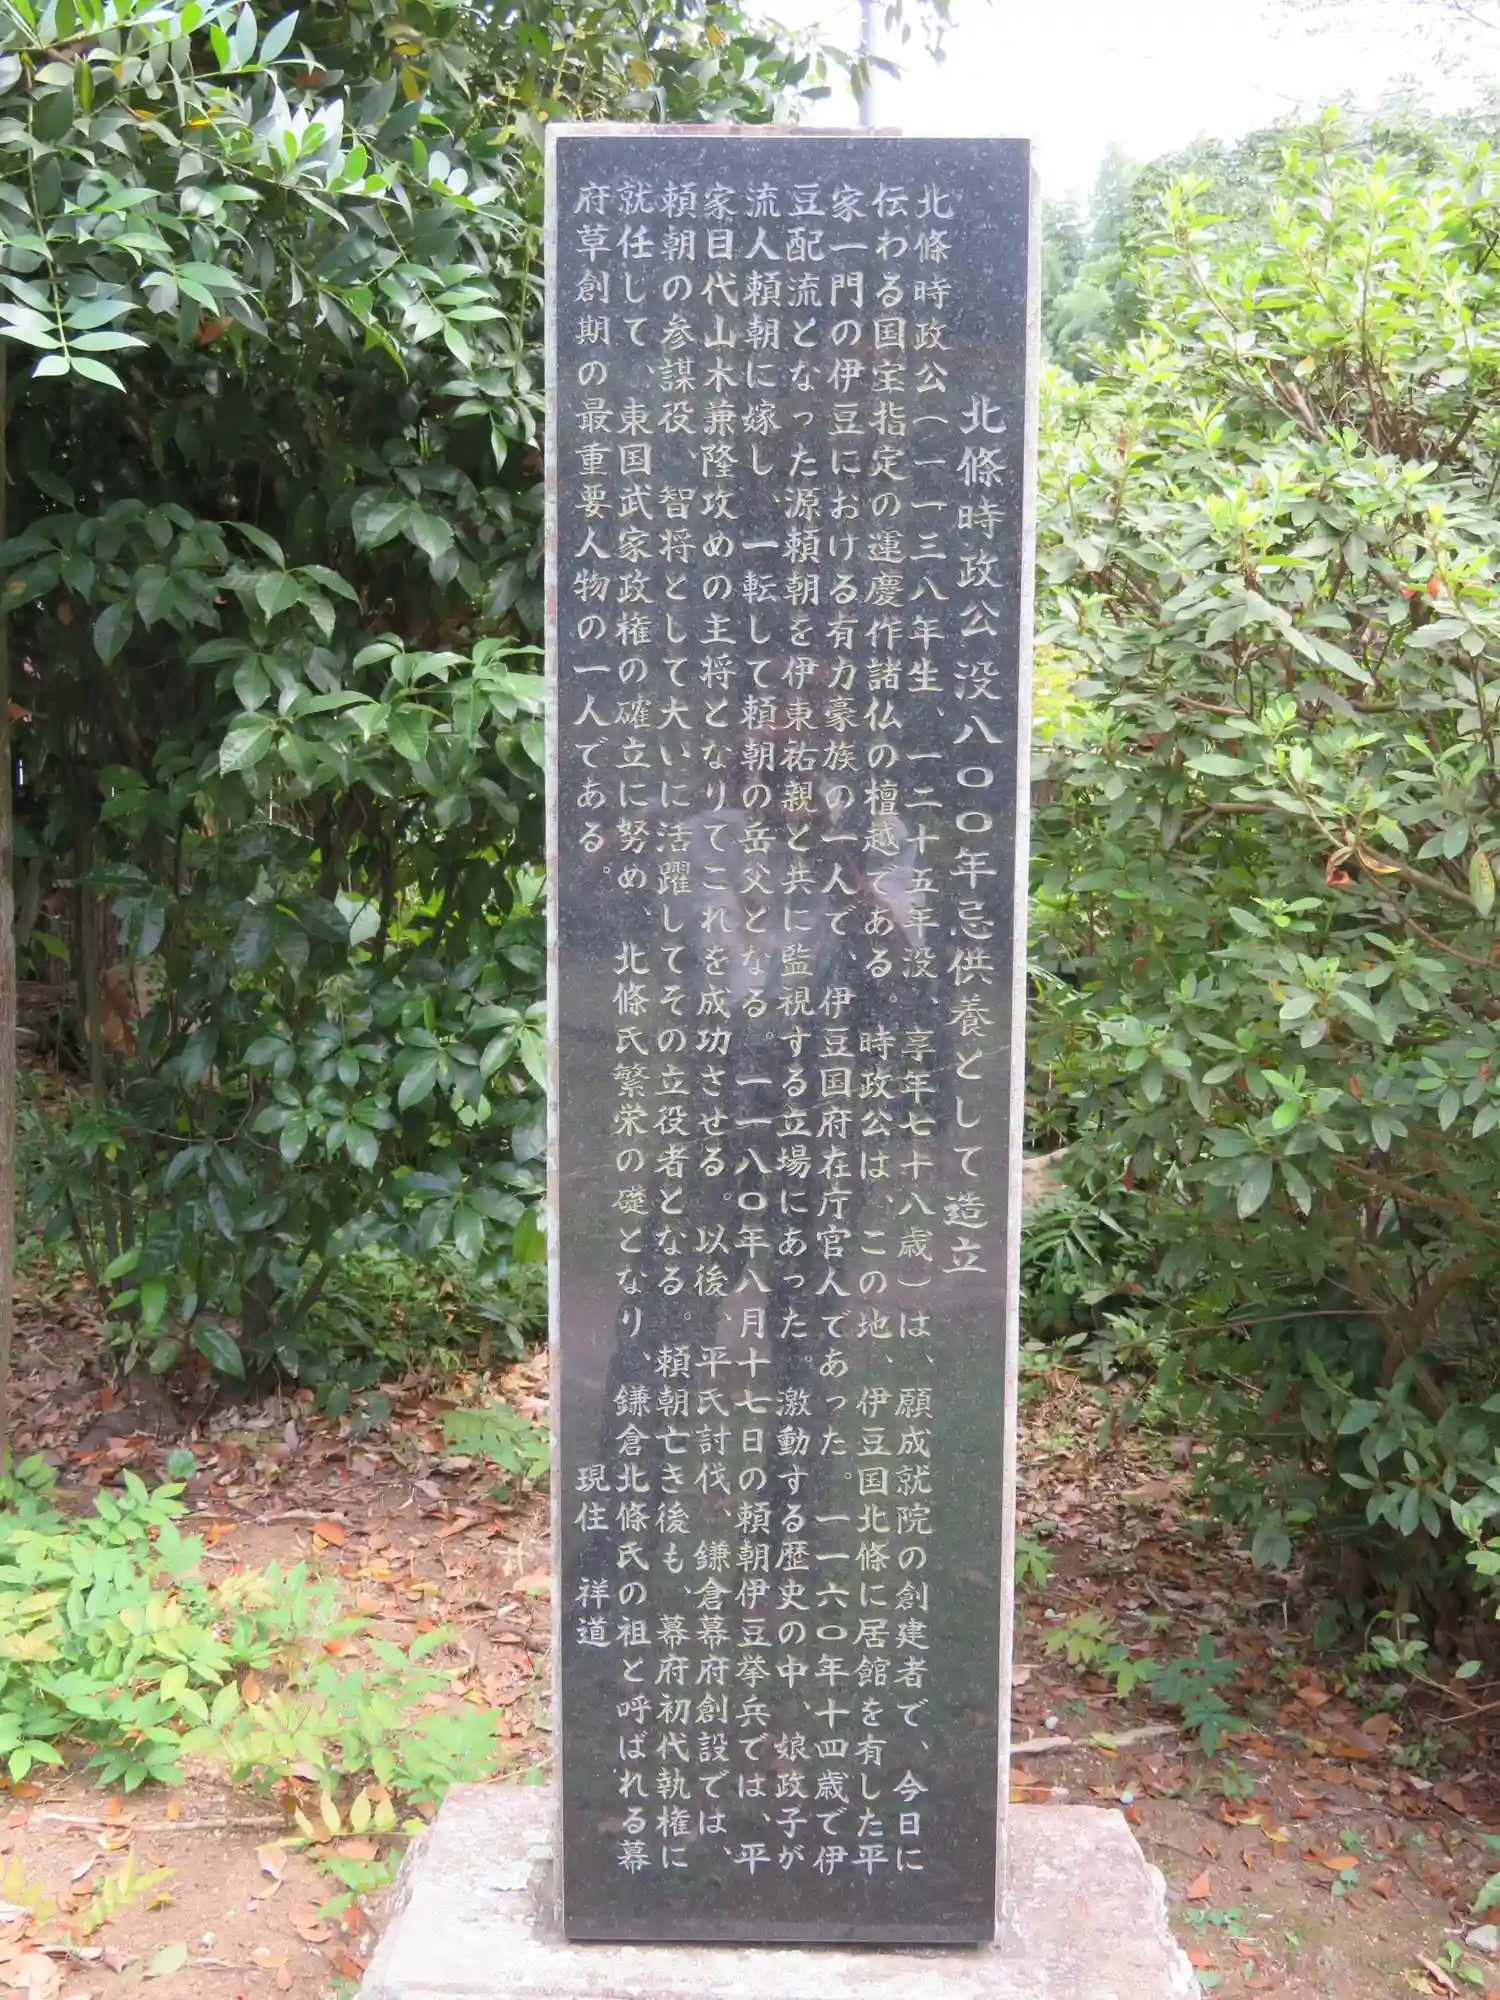 北條時政公 没八〇〇年忌供養として造立
北條時政公（一一三八年生、一二十五年没、享年七十八歳）は、願成就院の創建者で、今日に
伝わる国宝指定の運慶作諸仏の檀越である。時政公は、この地、伊豆国北條に居館を有した平
家一門の伊豆における有力豪族の一人で、伊豆国府在庁官人であった。一一六〇年十四歳で伊
豆配流となった源頼朝を伊東祐親と共に監視する立場にあった。激動する歴史の中、娘政子が
流人頼朝に嫁し、一転して頼朝の岳父となる。一一八〇年八月十七日の頼朝伊豆挙兵では、平
家目代山木兼隆攻めの主将となりてこれを成功させる。以後、平氏討伐、鎌倉幕府創設では、
頼朝の参謀役、智将として大いに活躍してその立役者となる。頼朝亡き後も、幕府初代執権に
就任して、東国武家政権の確立に努め、北條氏繁栄の礎となり、鎌倉北條氏の祖と呼ばれる幕
府草創期の最重要人物の一人である。
現住 祥道